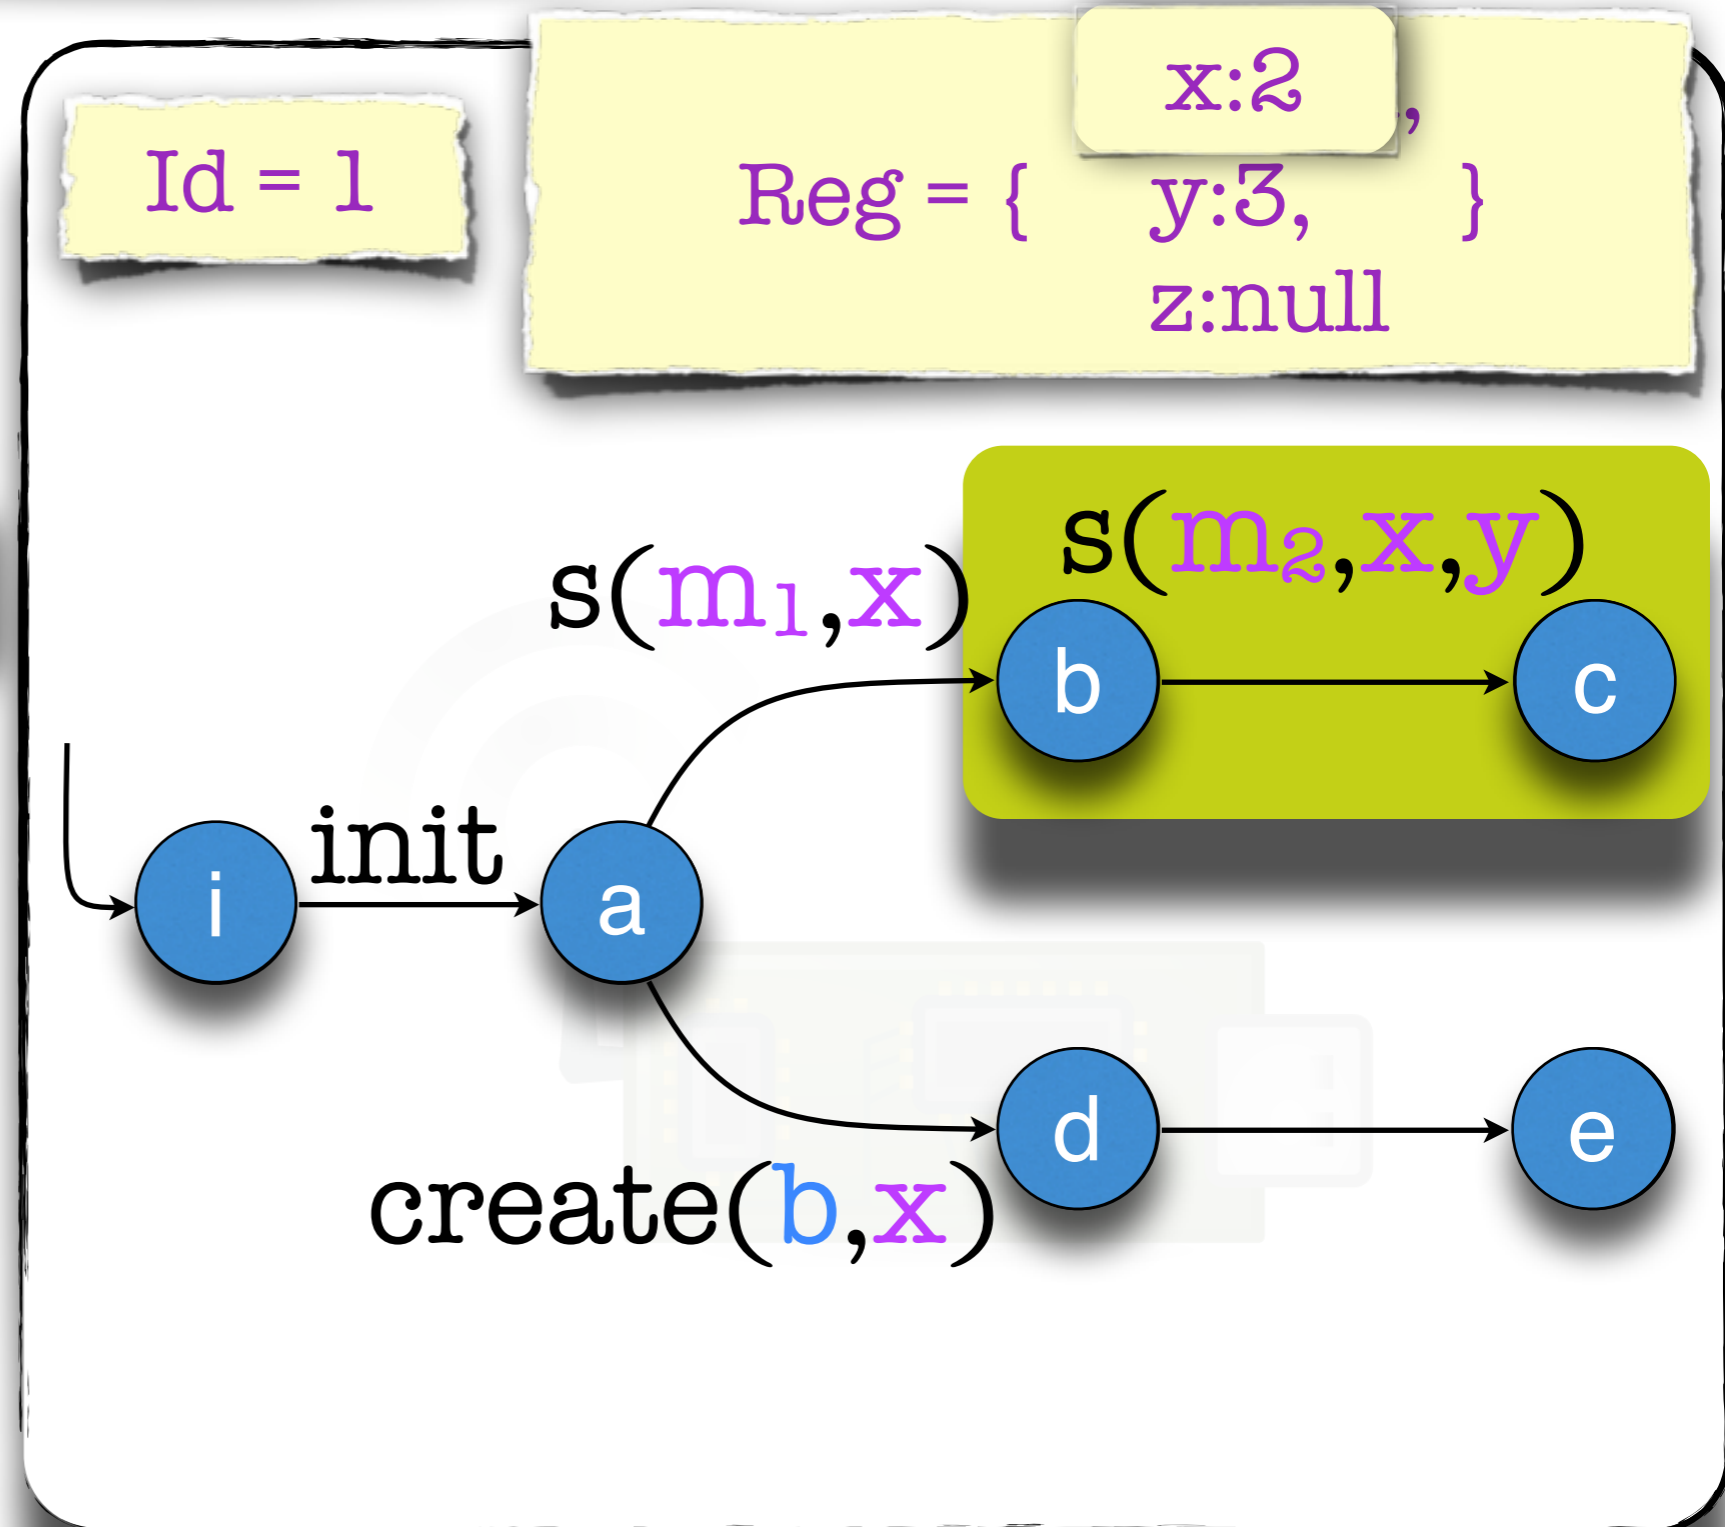 x:2
,
Id = 1
Reg = { y:3, }
z:null
s(m₂,x,y)
s(m₁,x)
b
c
init
i
a
d
e
create(b,x)